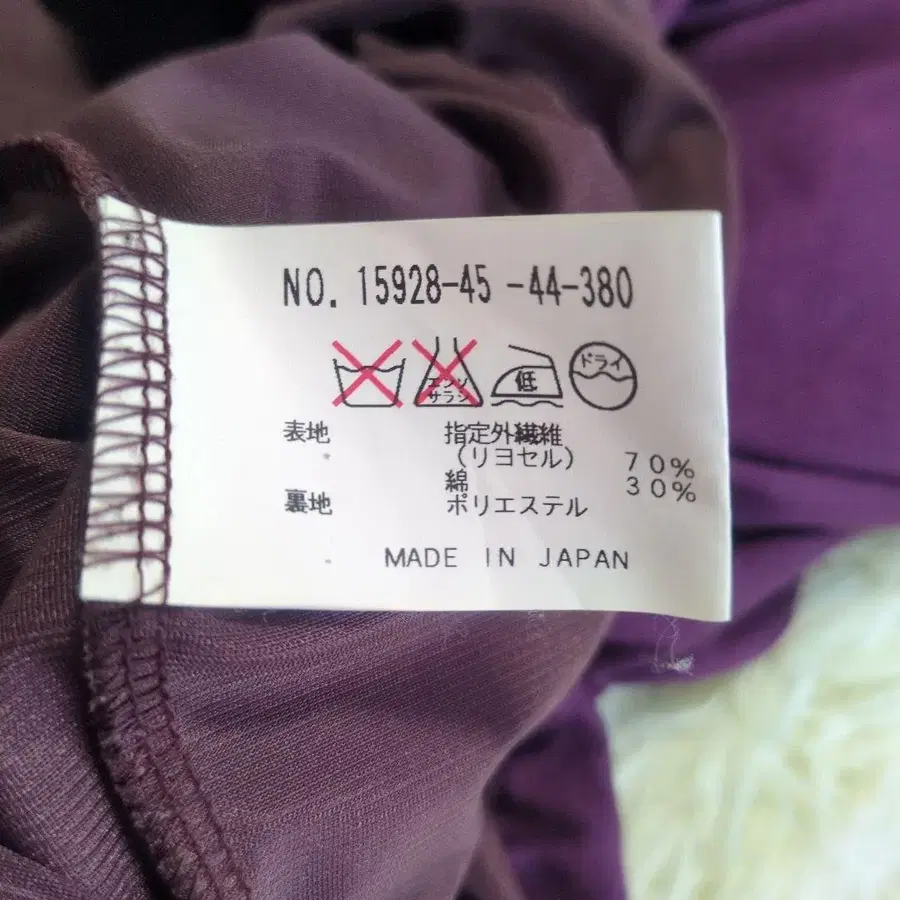 NO. 15928-45 -44-380
エンソ
サラシ
低
ドライ
表地 指定外繊維
(リヨセル) 70%
綿 30%
裏地 ポリエステル
MADE IN JAPAN